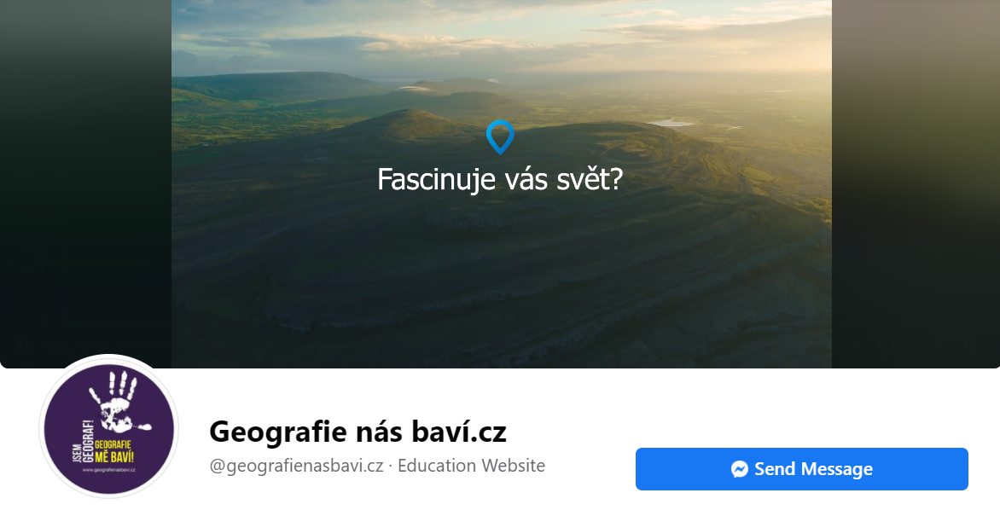 Fascinuje vás svět?
JSEM
GEOGRAF!
GEOGRAFIE
MĚ BAVÍ!
www.geografienasbavi.cz
Geografie nás baví.cz
@geografienasbavi.cz · Education Website
Send Message